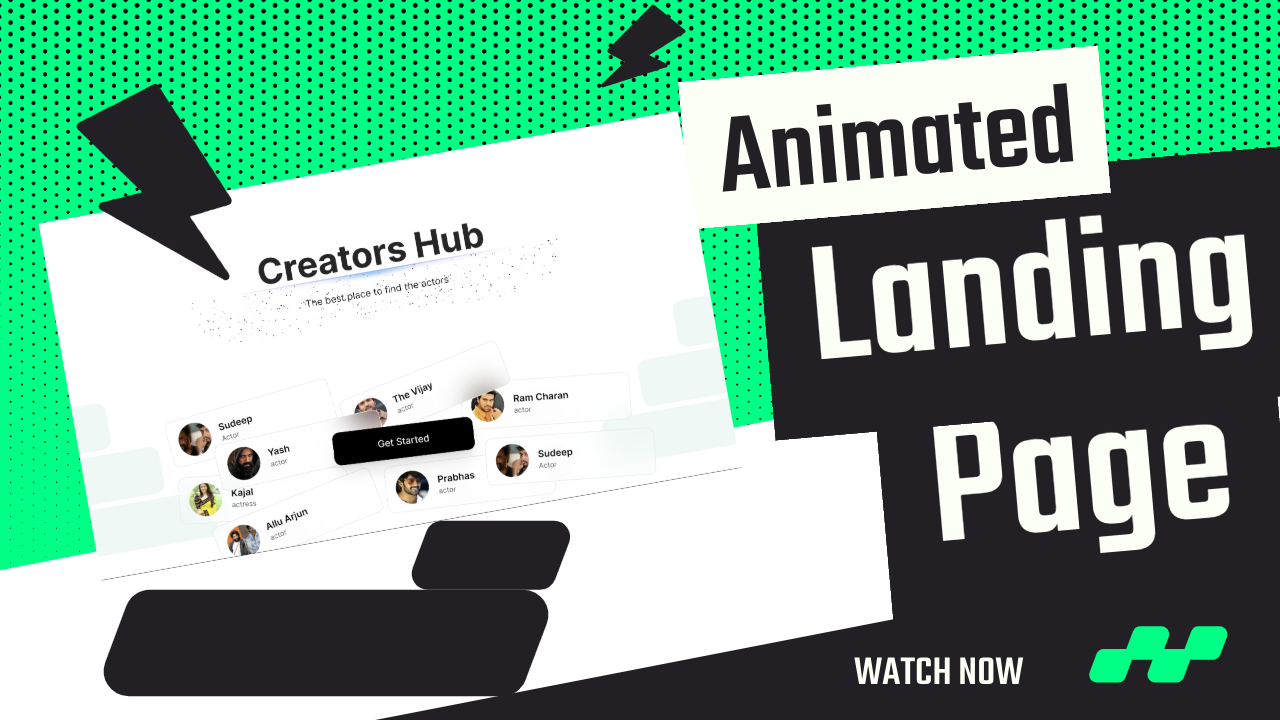 Animated
Landing
Page
Creators Hub
The best place to find the actors
Sudeep
Actor
The Vijay
actor
Ram Charan
actor
Yash
actor
Get Started
Sudeep
Actor
Kajal
actress
Prabhas
actor
Allu Arjun
actor
WATCH NOW